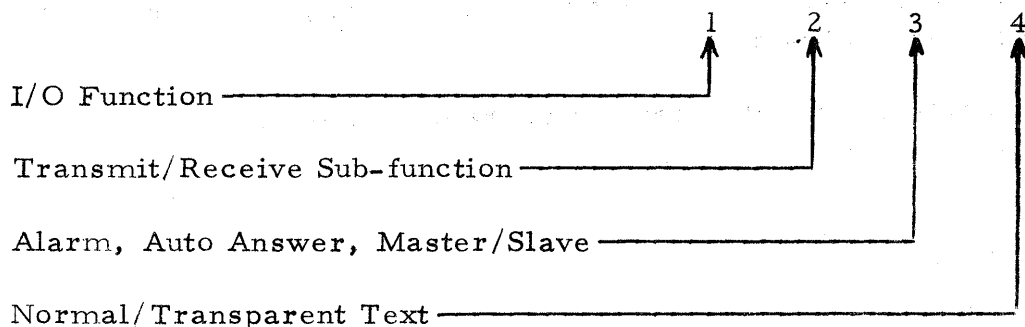 1 2 3 4
I/O Function
Transmit/Receive Sub-function
Alarm, Auto Answer, Master/Slave
Normal/Transparent Text